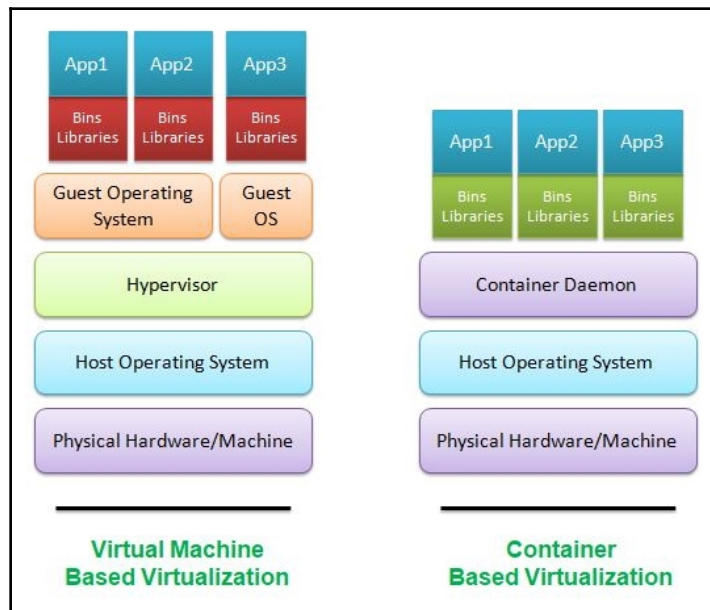 App1
App2
App3
Bins
Libraries
Bins
Libraries
Bins
Libraries
Guest Operating
System
Guest
OS
Hypervisor
Host Operating System
Physical Hardware/Machine
Virtual Machine
Based Virtualization
App1
App2
App3
Bins
Libraries
Bins
Libraries
Bins
Libraries
Container Daemon
Host Operating System
Physical Hardware/Machine
Container
Based Virtualization